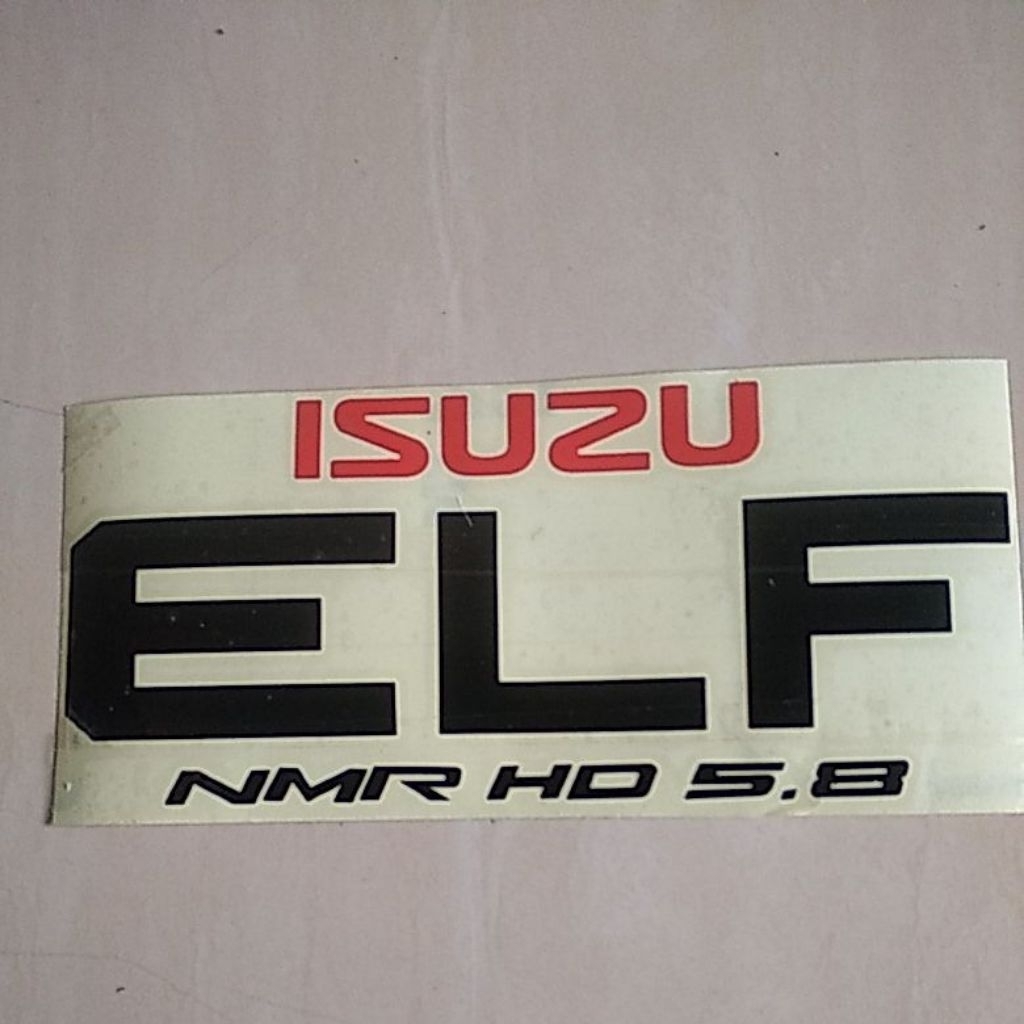 ISUZU
ELF
NMR HD 5.8